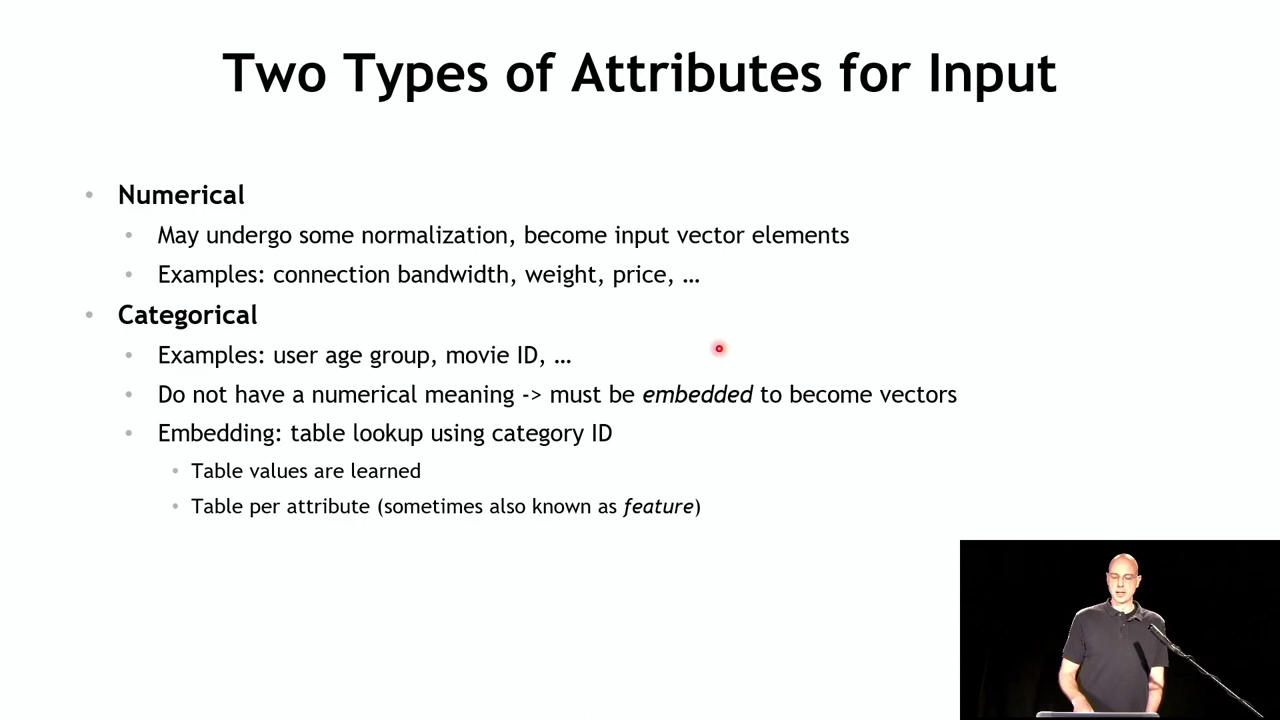 Two Types of Attributes for Input
• Numerical
• May undergo some normalization, become input vector elements
• Examples: connection bandwidth, weight, price, …
• Categorical
• Examples: user age group, movie ID, …
• Do not have a numerical meaning -> must be embedded to become vectors
• Embedding: table lookup using category ID
• Table values are learned
• Table per attribute (sometimes also known as feature)